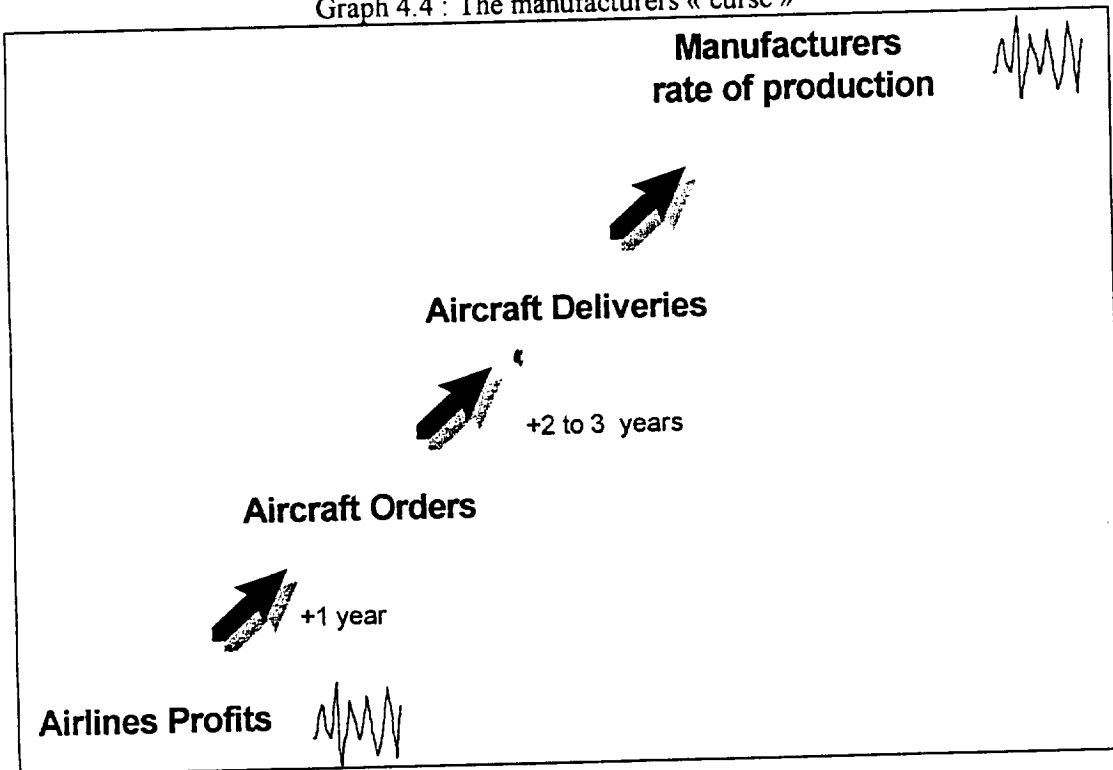 Graph 4.4 : The manufacturers « curse »
Manufacturers
rate of production
Aircraft Deliveries
+2 to 3 years
Aircraft Orders
+1 year
Airlines Profits